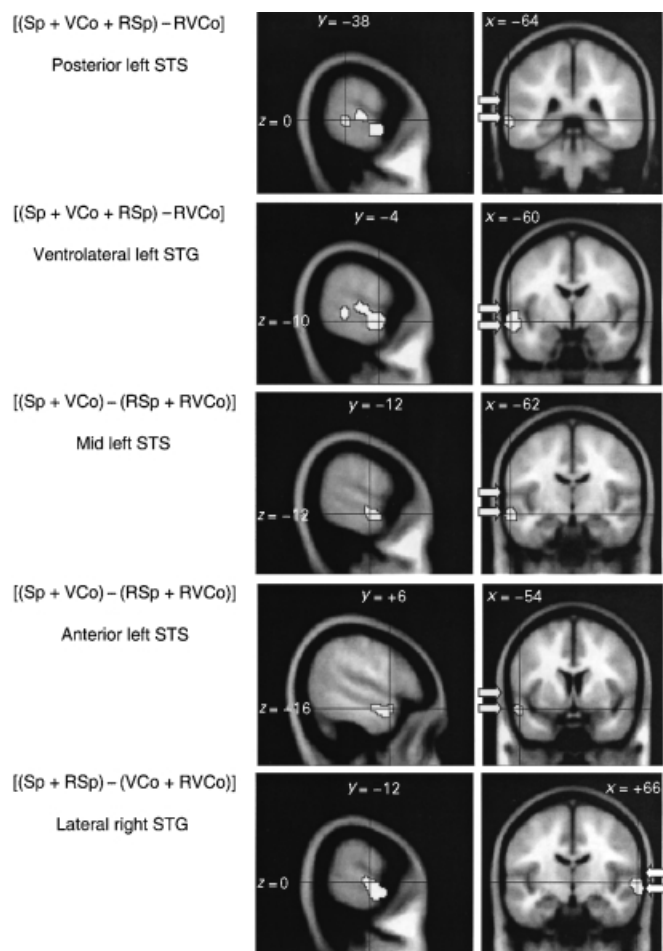 [(Sp + VCo + RSp) – RVCo]
Posterior left STS
y = –38
x = –64
z = 0
[(Sp + VCo + RSp) – RVCo]
Ventrolateral left STG
y = –4
x = –60
z = –10
[(Sp + VCo) – (RSp + RVCo)]
Mid left STS
y = –12
x = –62
z = –12
[(Sp + VCo) – (RSp + RVCo)]
Anterior left STS
y = +6
x = –54
z = –16
[(Sp + RSp) – (VCo + RVCo)]
Lateral right STG
y = –12
x = +66
z = 0